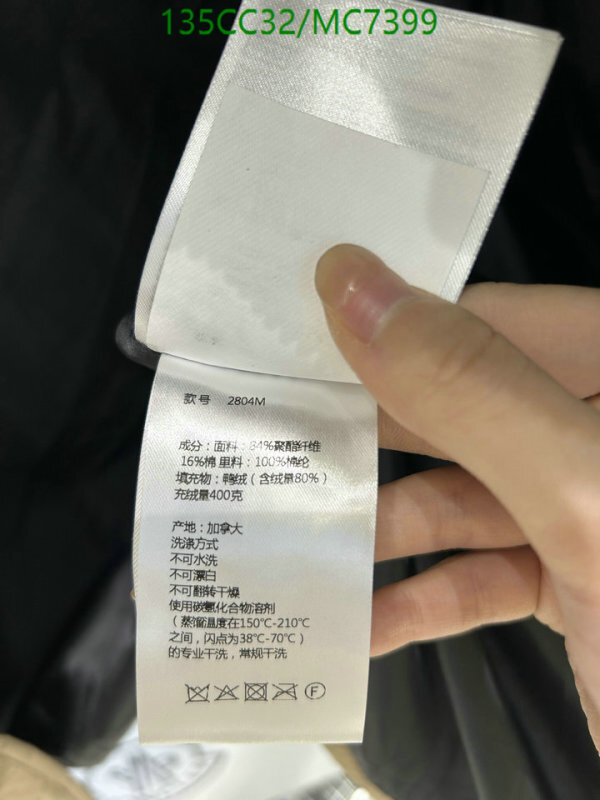 135CC32/MC7399
款号 2804M
成分：面料：84%聚酯纤维
16%棉 里料：100%棉纶
填充物：鸭绒（含绒量80%）
充绒量400克
产地：加拿大
洗涤方式
不可水洗
不可漂白
不可翻转干燥
使用碳氢化合物溶剂
（蒸馏温度在150℃-210℃
之间，闪点为38℃-70℃）
的专业干洗，常规干洗
F